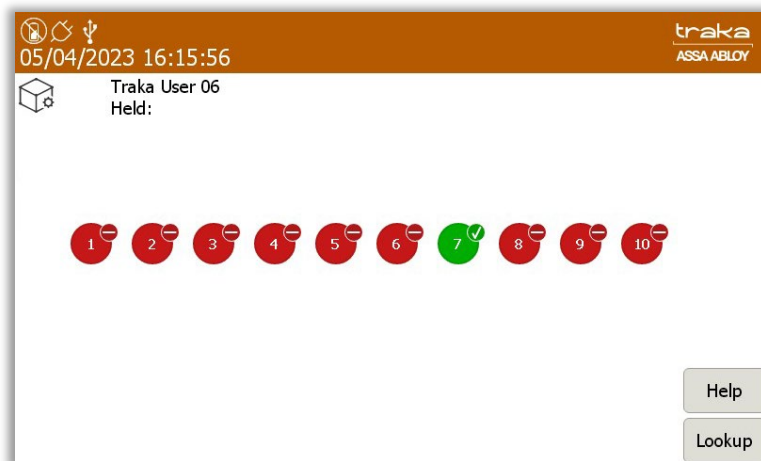 traka
05/04/2023 16:15:56
ASSA ABLOY
Traka User 06
Held:
1 2 3 4 5 6 7 8 9 10
Help
Lookup